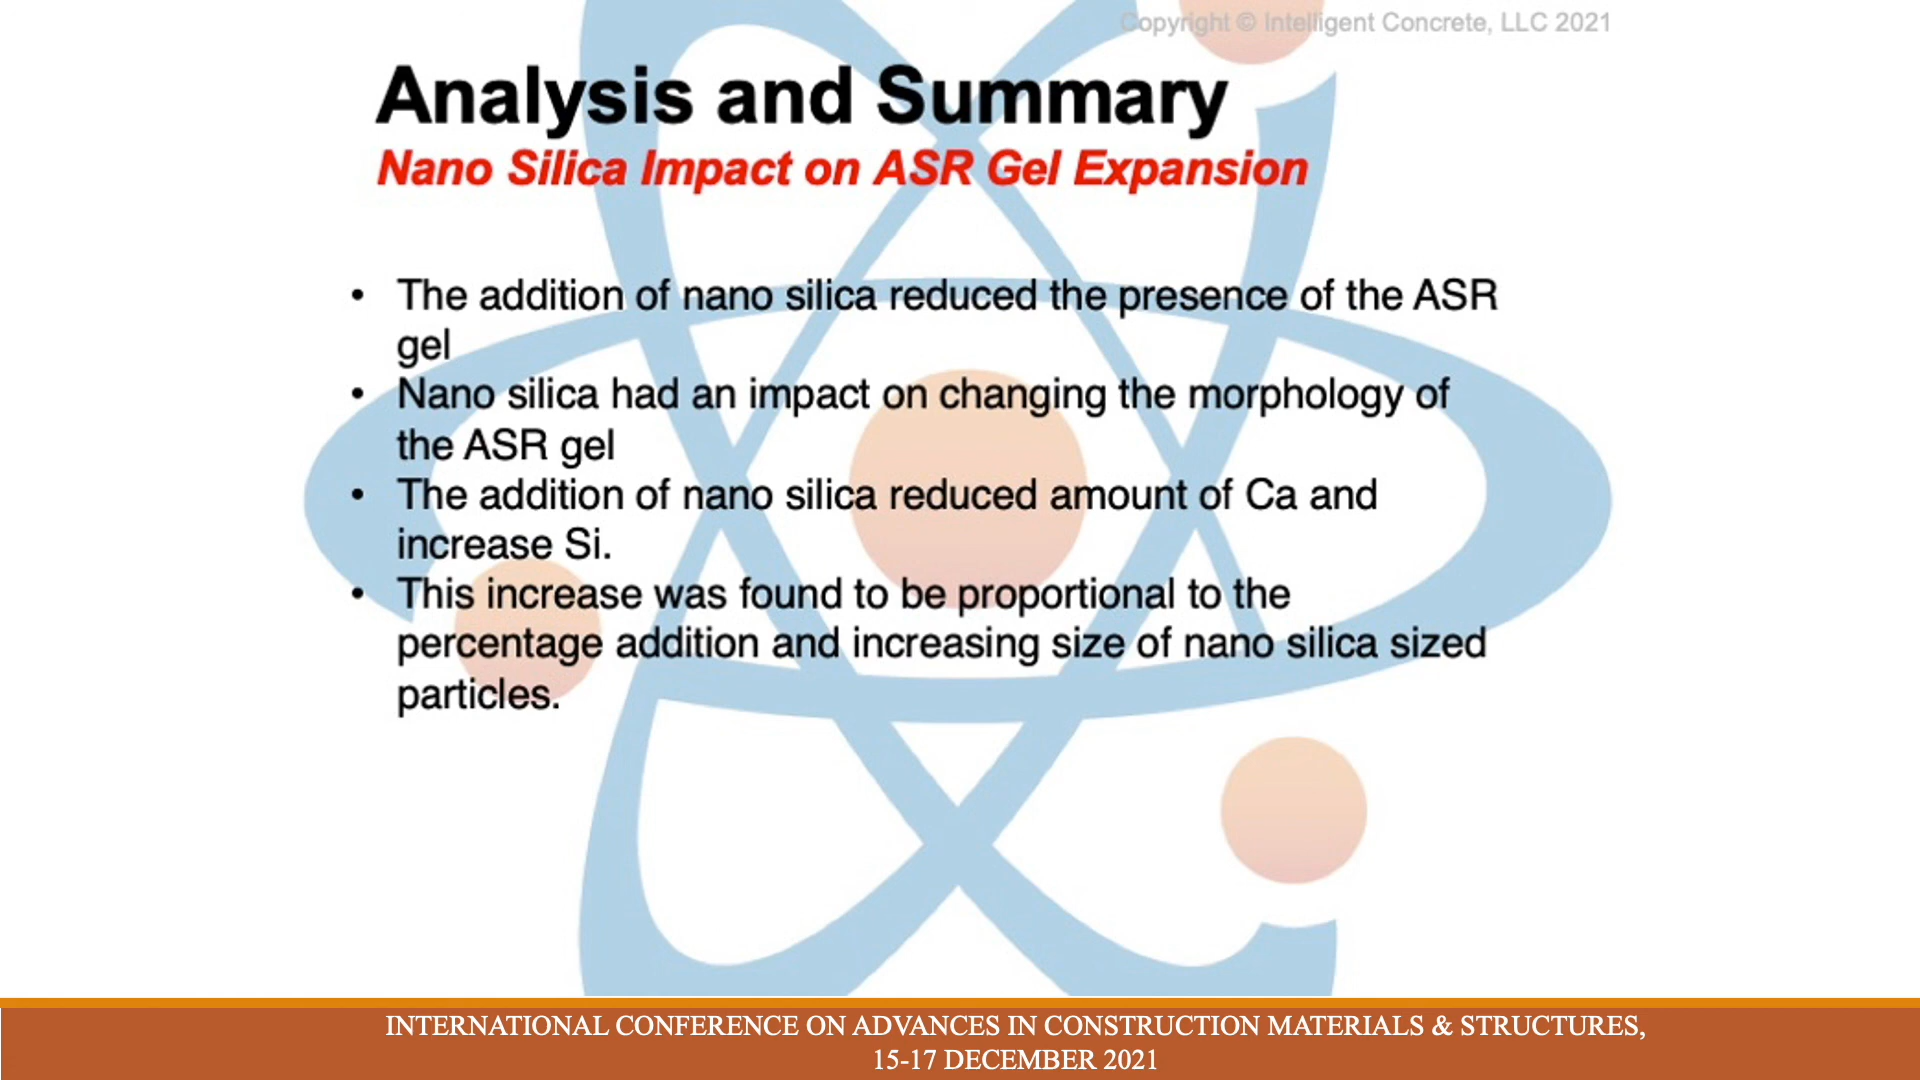 Copyright © Intelligent Concrete, LLC 2021
Analysis and Summary
Nano Silica Impact on ASR Gel Expansion
• The addition of nano silica reduced the presence of the ASR
gel
• Nano silica had an impact on changing the morphology of
the ASR gel
• The addition of nano silica reduced amount of Ca and
increase Si.
• This increase was found to be proportional to the
percentage addition and increasing size of nano silica sized
particles.
INTERNATIONAL CONFERENCE ON ADVANCES IN CONSTRUCTION MATERIALS & STRUCTURES,
15-17 DECEMBER 2021